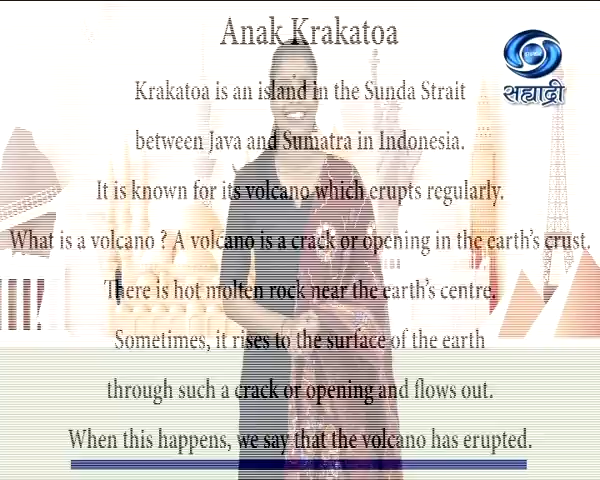 Anak Krakatoa
सह्याद्री
Krakatoa is an island in the Sunda Strait
between Java and Sumatra in Indonesia.
It is known for its volcano which erupts regularly.
What is a volcano ? A volcano is a crack or opening in the earth's crust.
There is hot molten rock near the earth's centre.
Sometimes, it rises to the surface of the earth
through such a crack or opening and flows out.
When this happens, we say that the volcano has erupted.